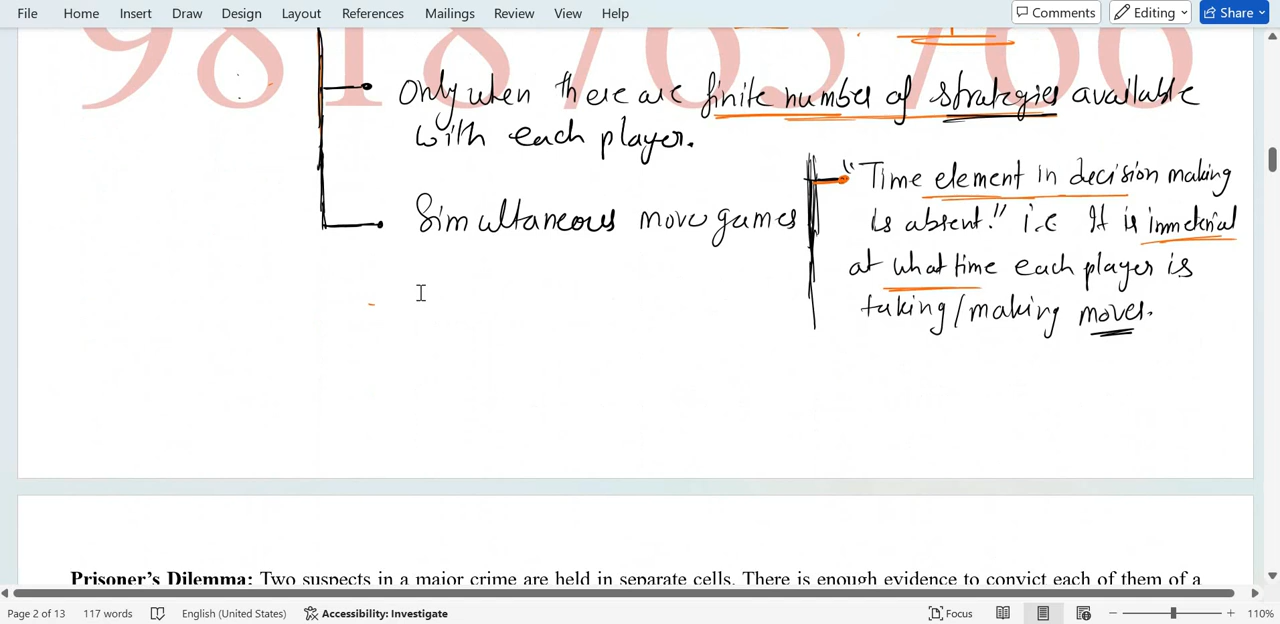 File Home Insert Draw Design Layout References Mailings Review View Help Comments Editing Share
Only when there are finite number of strategies available
with each player.
Simultaneous move games
"Time element in decision making
is absent." i.e It is immeterial
at what time each player is
taking/making moves.
Prisoner's Dilemma: Two suspects in a major crime are held in separate cells. There is enough evidence to convict each of them of a
Page 2 of 13 117 words English (United States) Accessibility: Investigate Focus 110%